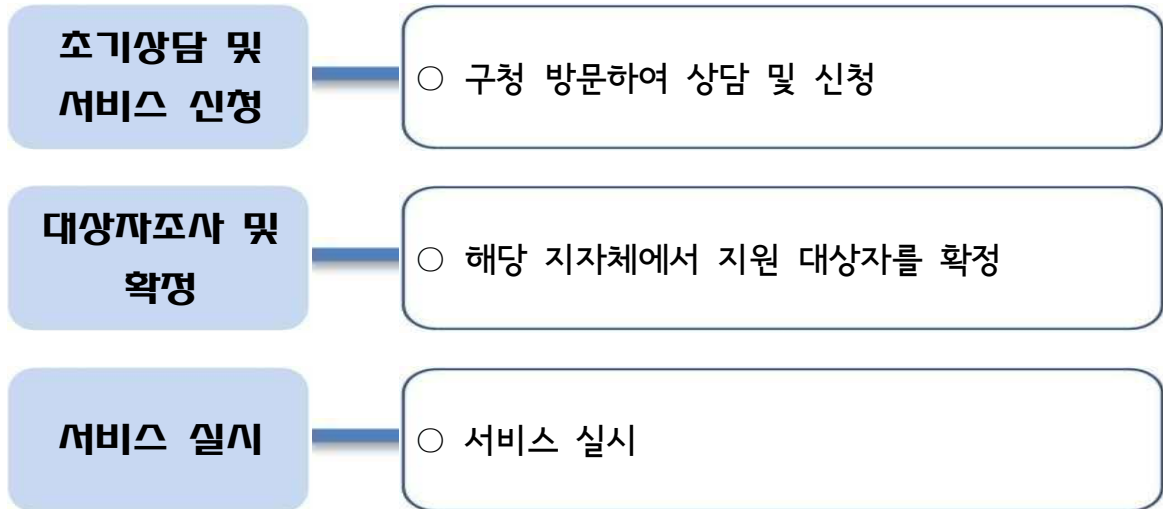 초기상담 및
서비스 신청
○ 구청 방문하여 상담 및 신청
대상자조사 및
확정
○ 해당 지자체에서 지원 대상자를 확정
서비스 실시
○ 서비스 실시